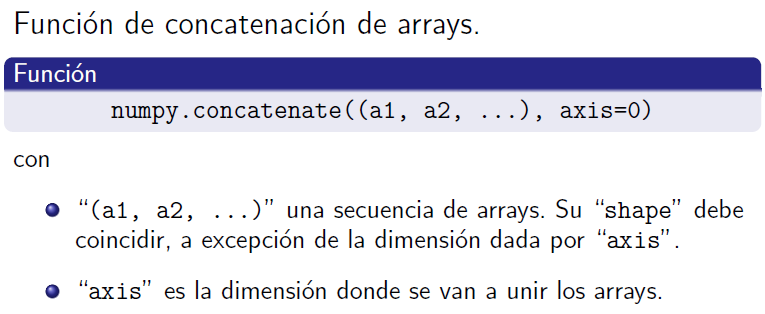 Función de concatenación de arrays.
Función
numpy.concatenate((a1, a2, ...), axis=0)
con
“(a1, a2, ...)” una secuencia de arrays. Su “shape” debe
coincidir, a excepción de la dimensión dada por “axis”.
“axis” es la dimensión donde se van a unir los arrays.